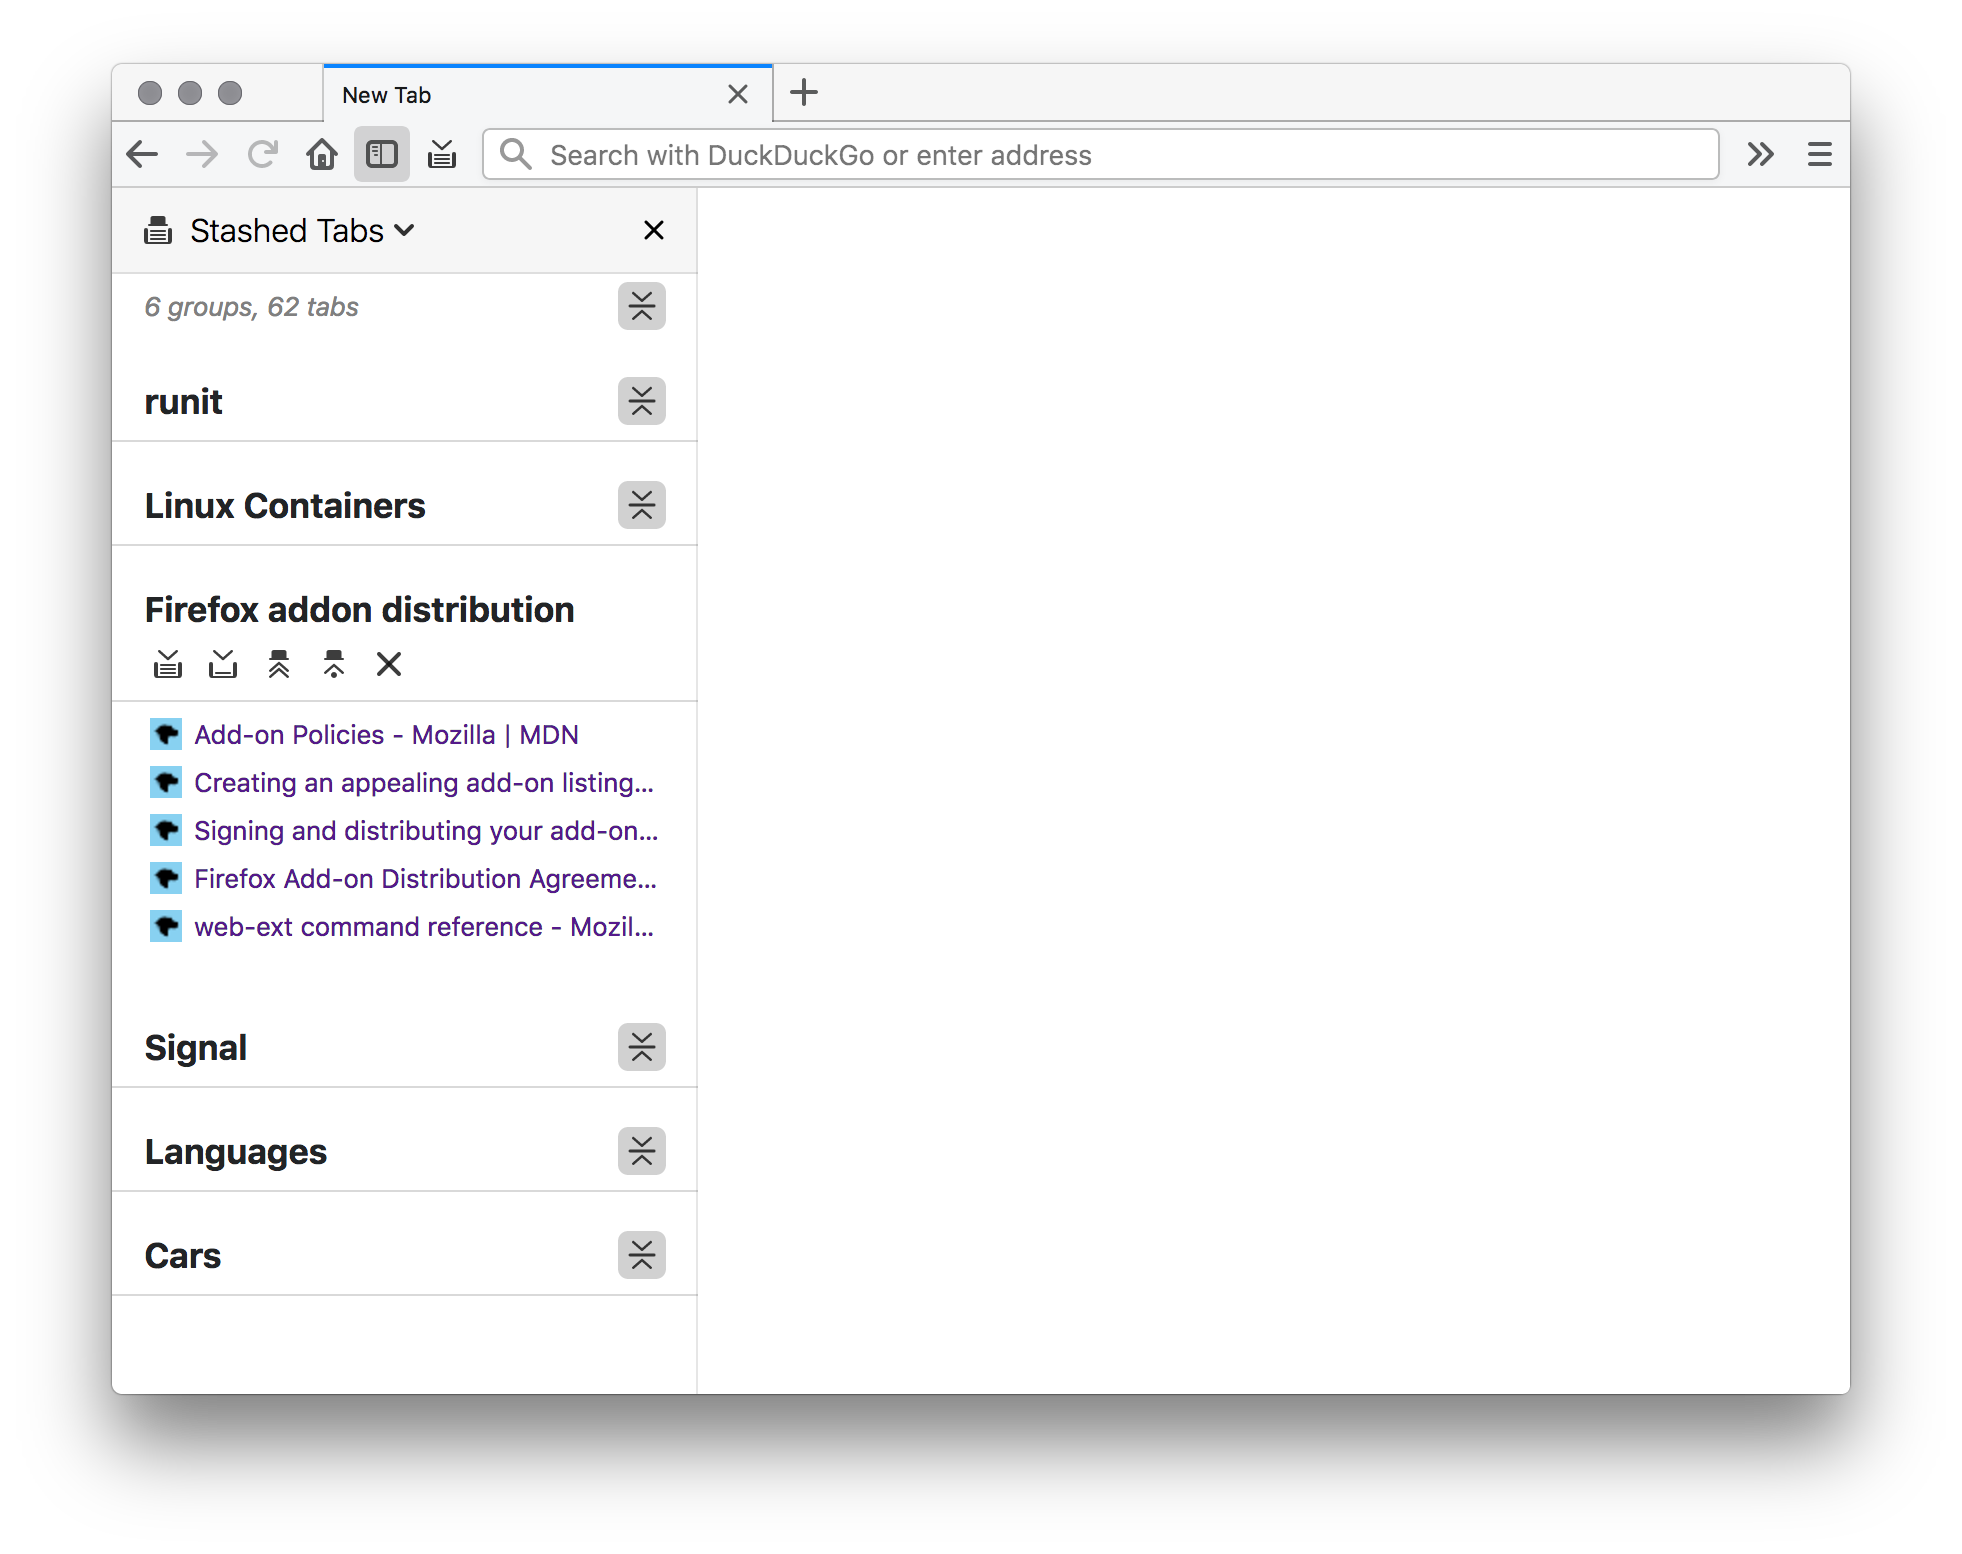 New Tab
Search with DuckDuckGo or enter address
Stashed Tabs
6 groups, 62 tabs
runit
Linux Containers
Firefox addon distribution
Add-on Policies - Mozilla | MDN
Creating an appealing add-on listing...
Signing and distributing your add-on...
Firefox Add-on Distribution Agreeme...
web-ext command reference - Mozil...
Signal
Languages
Cars